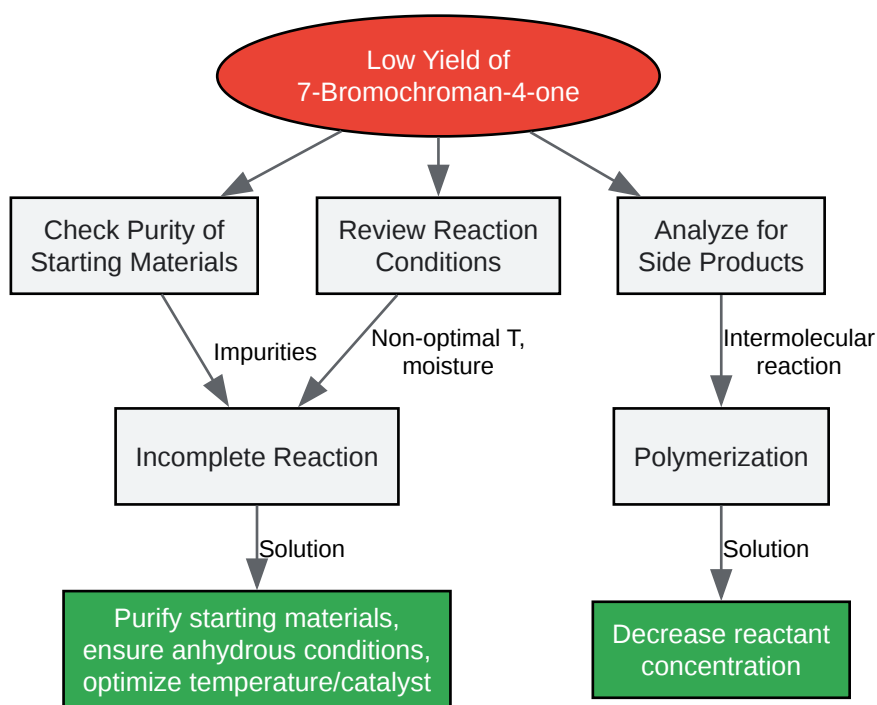 Low Yield of
7-Bromochroman-4-one
Check Purity of
Starting Materials
Review Reaction
Conditions
Analyze for
Side Products
Impurities
Non-optimal T,
moisture
Intermolecular
reaction
Incomplete Reaction
Polymerization
Solution
Solution
Purify starting materials,
ensure anhydrous conditions,
optimize temperature/catalyst
Decrease reactant
concentration